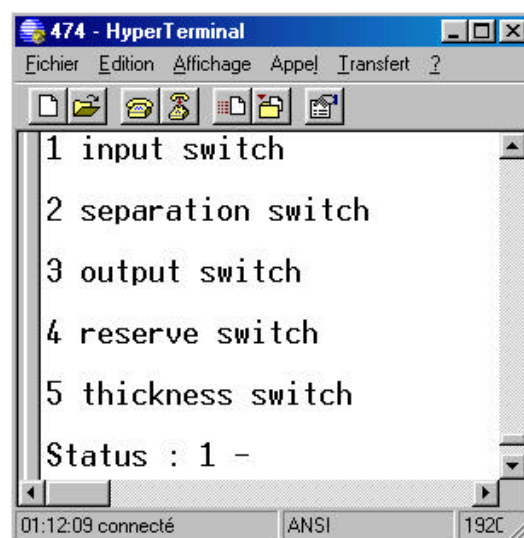 474 - HyperTerminal
Fichier Edition Affichage Appel Transfert ?
1 input switch
2 separation switch
3 output switch
4 reserve switch
5 thickness switch
Status : 1 -
01:12:09 connecté ANSI 1920